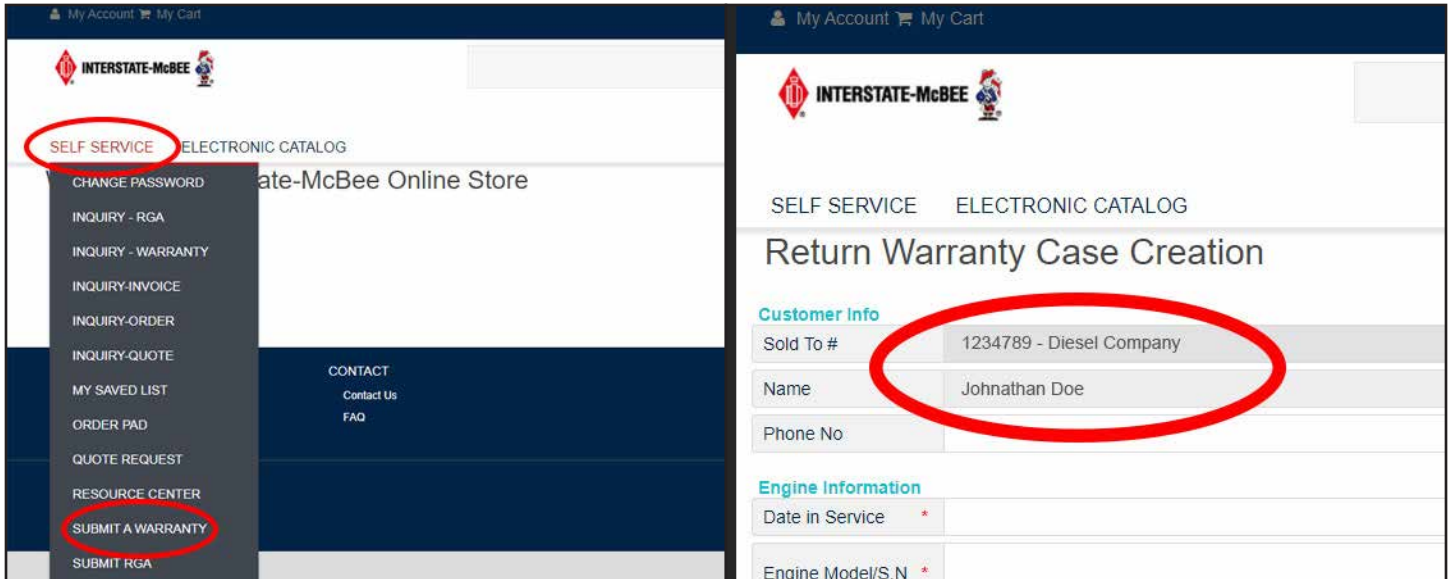 My Account My Cart
INTERSTATE-McBEE
SELF SERVICE ELECTRONIC CATALOG
ate-McBee Online Store
CHANGE PASSWORD
INQUIRY - RGA
INQUIRY - WARRANTY
INQUIRY-INVOICE
INQUIRY-ORDER
INQUIRY-QUOTE
MY SAVED LIST
ORDER PAD
QUOTE REQUEST
RESOURCE CENTER
SUBMIT A WARRANTY
SUBMIT RGA
CONTACT
Contact Us
FAQ
My Account My Cart
INTERSTATE-McBEE
SELF SERVICE ELECTRONIC CATALOG
Return Warranty Case Creation
Customer Info
Sold To # 1234789 - Diesel Company
Name Johnathan Doe
Phone No
Engine Information
Date in Service *
Engine Model/S.N *